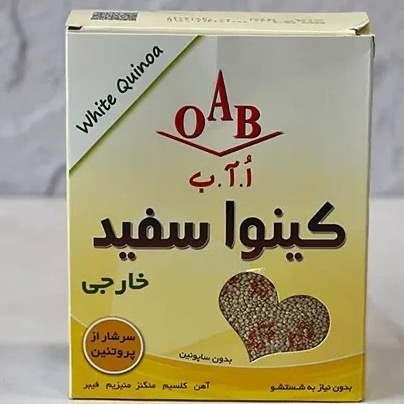 White Quinoa
OAB
اُ.آ.ب
کینوا سفید
خارجی
سرشار از
پروتئین
بدون ساپونین
بدون نیاز به شستشو
آهن کلسیم منگنز منیزیم فیبر